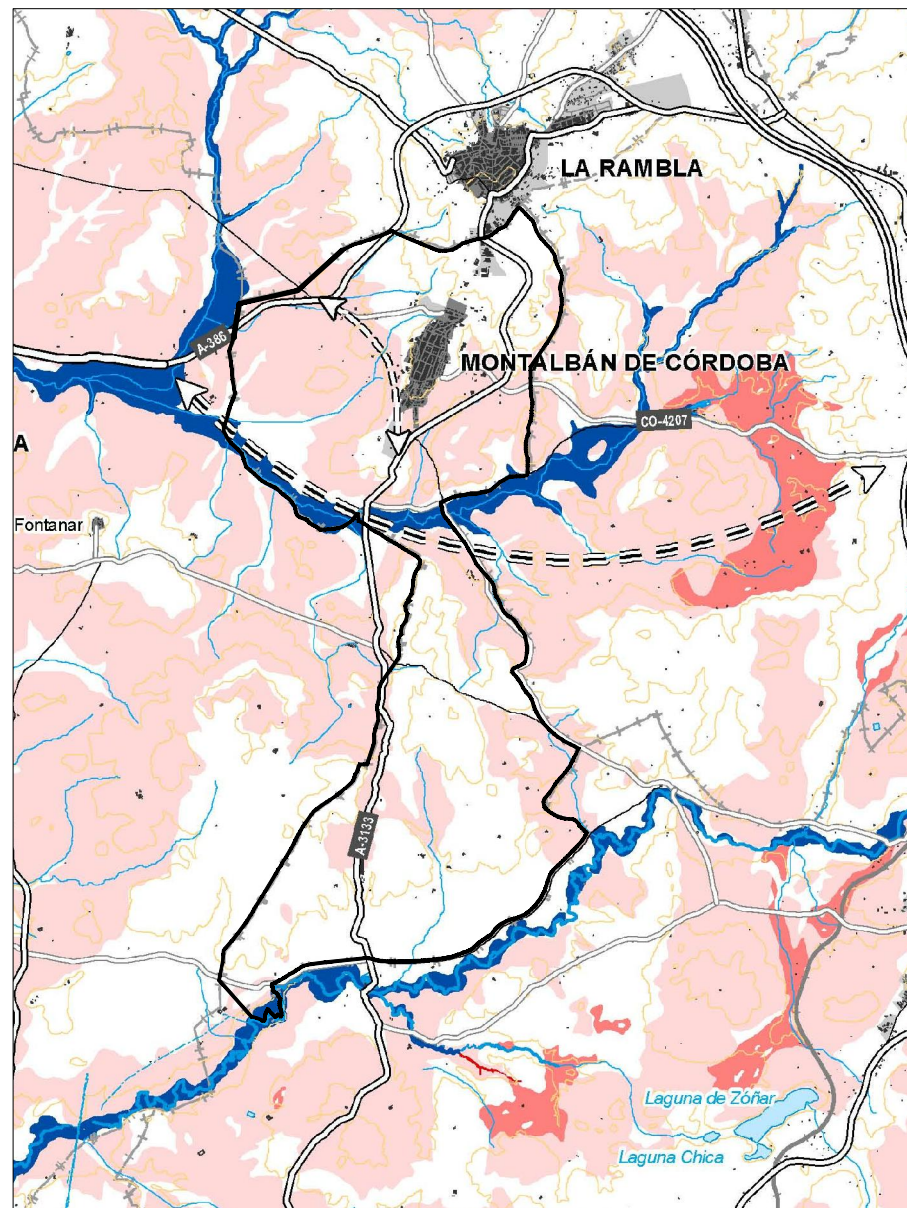 LA RAMBLA
A-386
MONTALBÁN DE CÓRDOBA
CO-4207
A
Fontanar
A-3133
Laguna de Zóñar
Laguna Chica